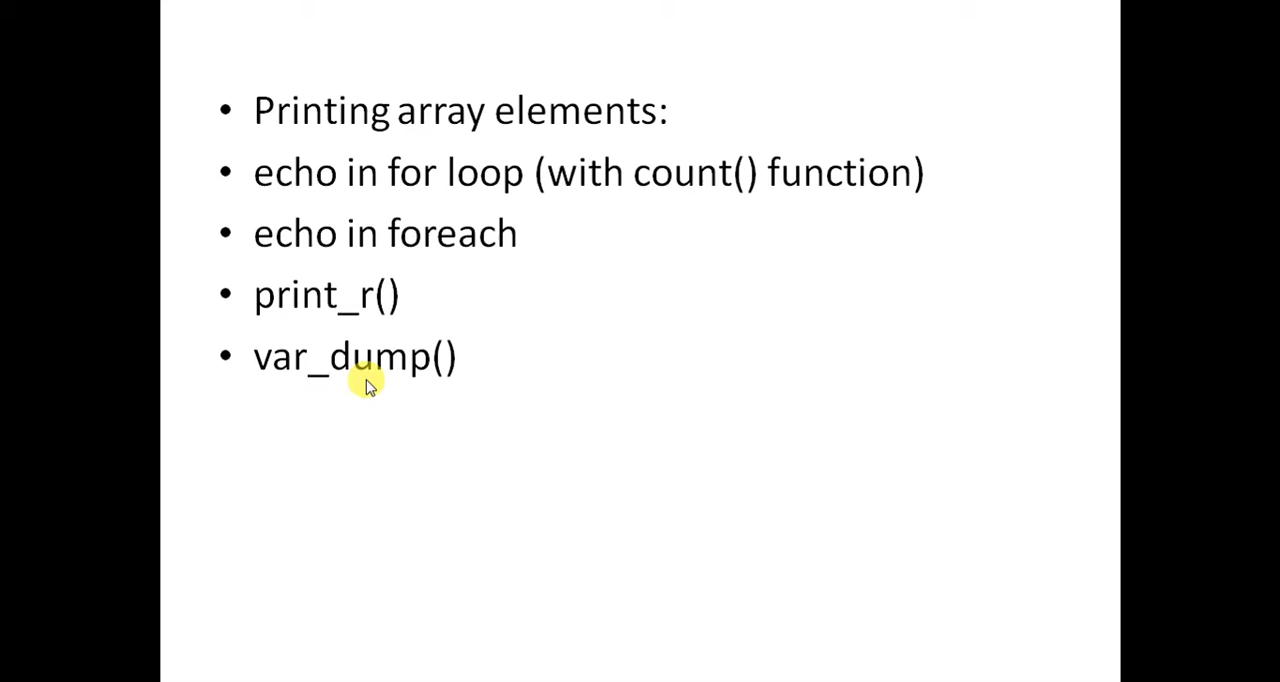 • Printing array elements:
• echo in for loop (with count() function)
• echo in foreach
• print_r()
• var_dump()